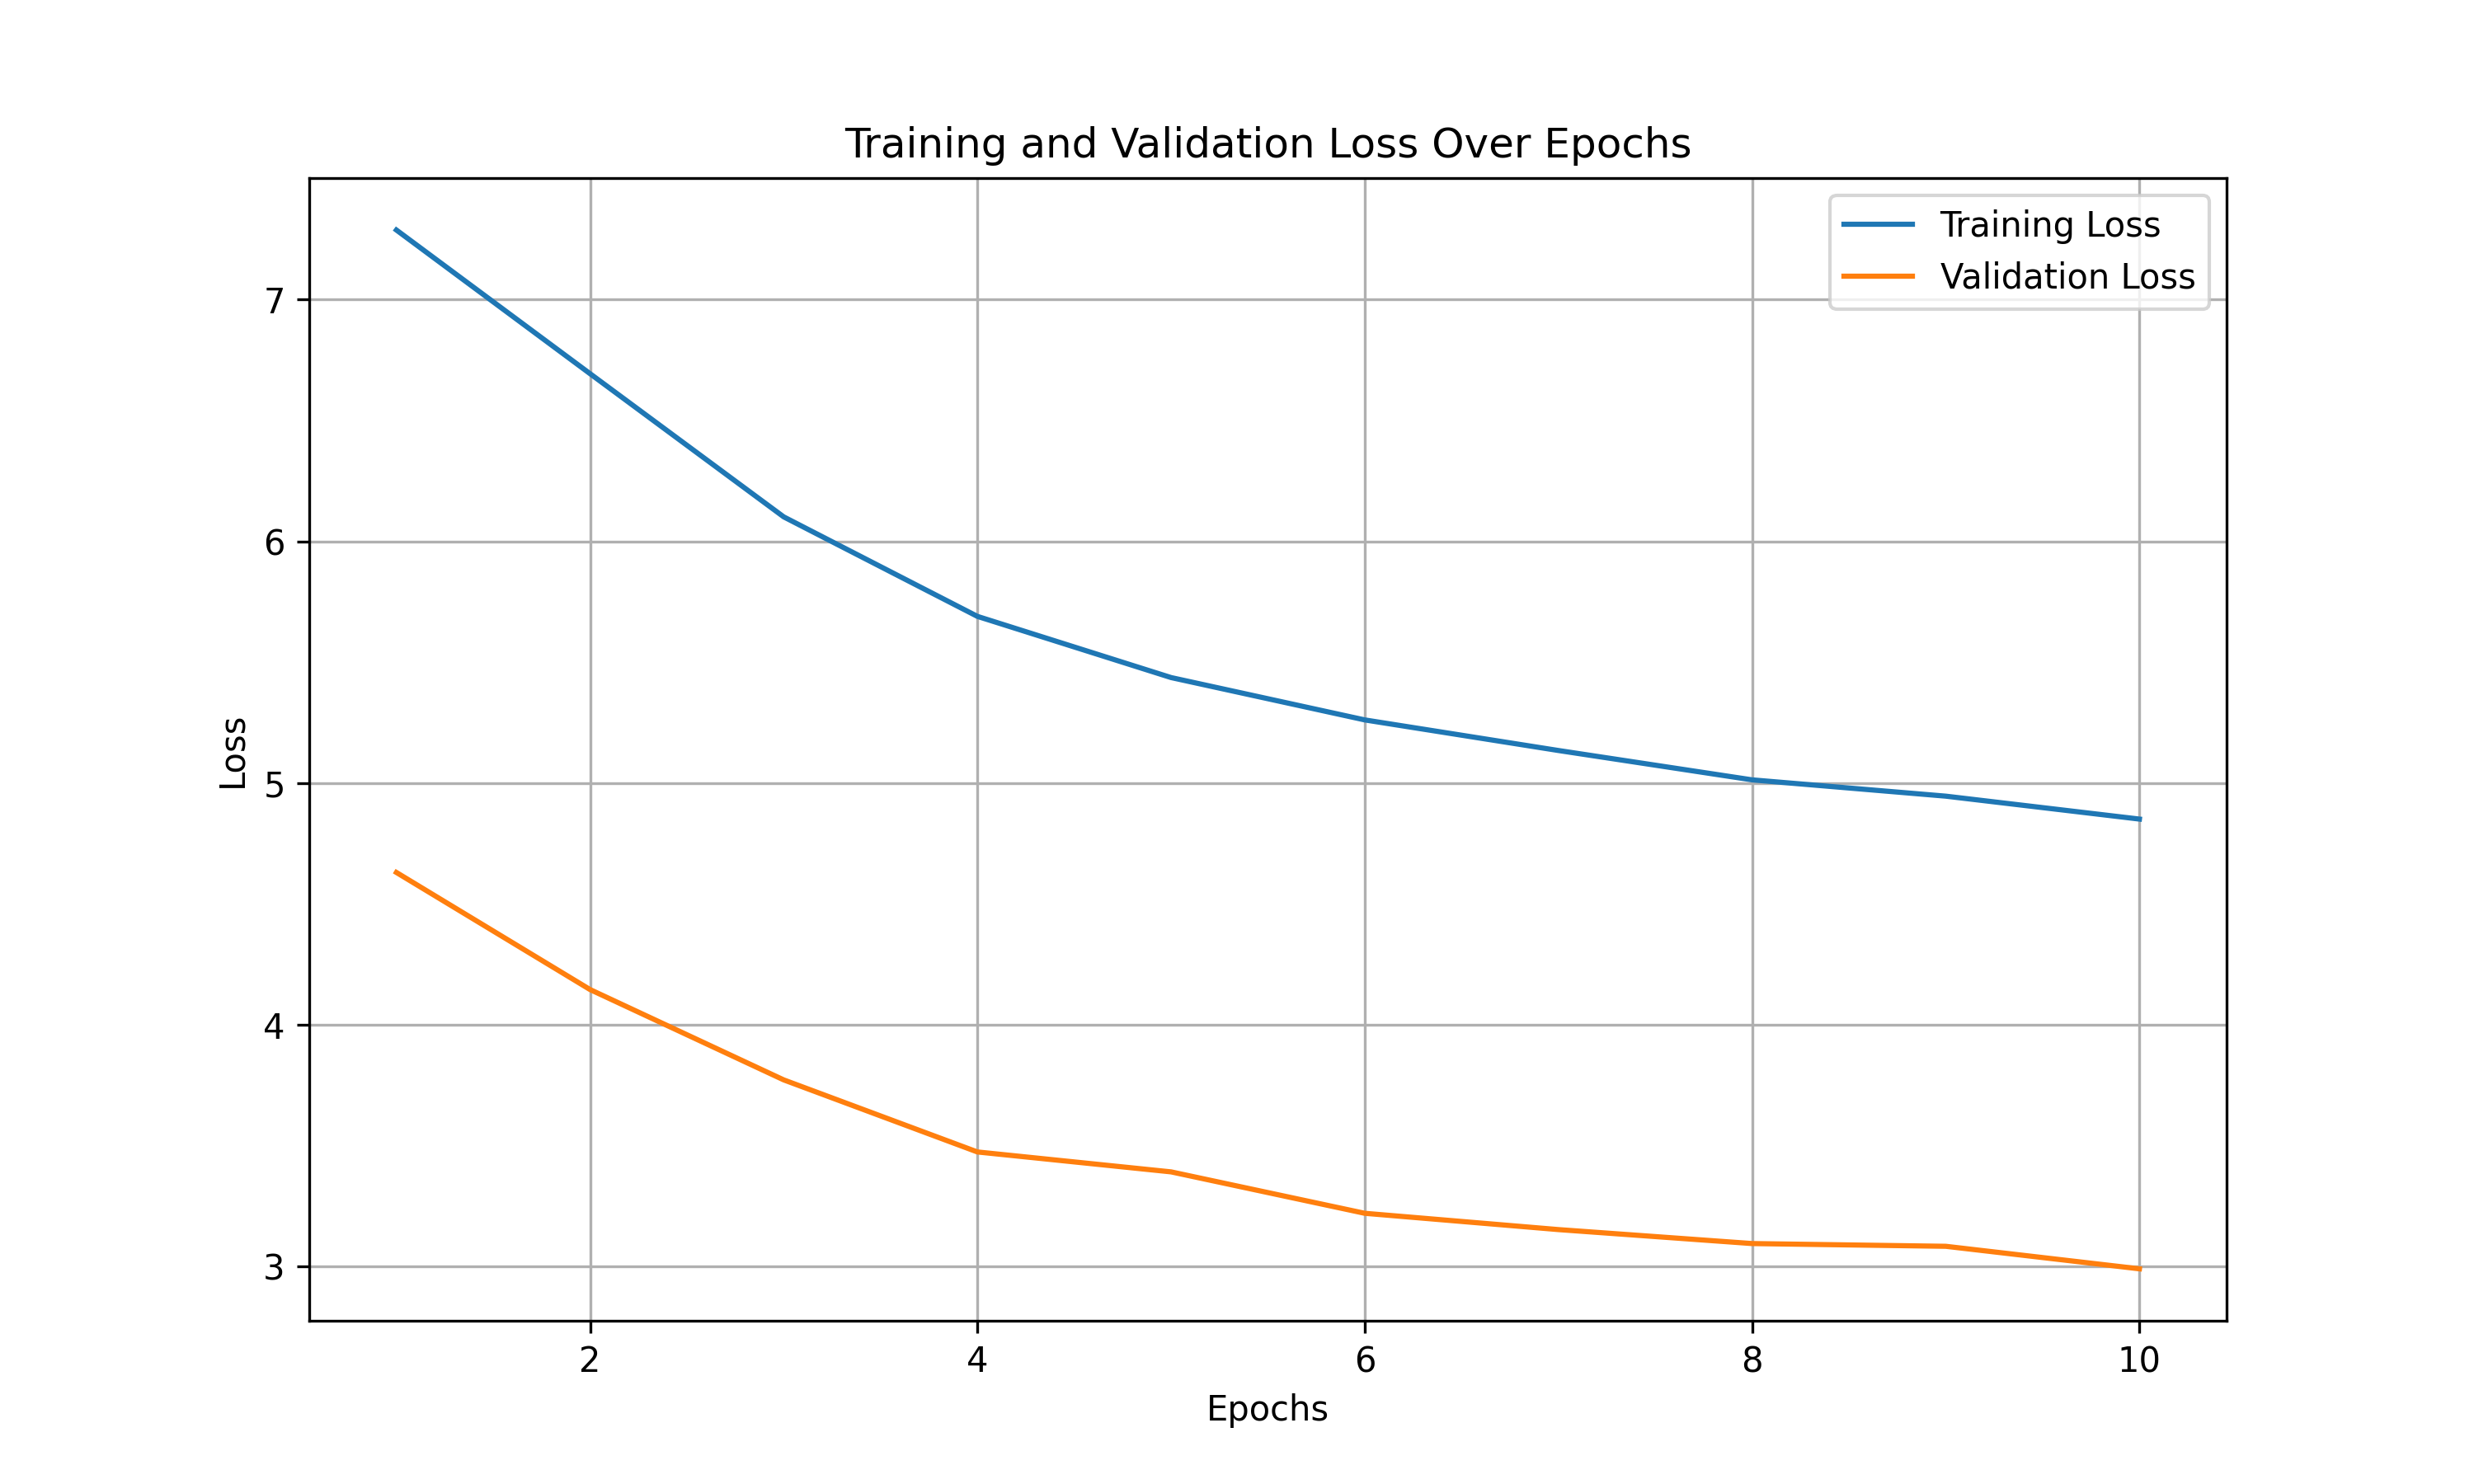 Training and Validation Loss Over Epochs
Training Loss
Validation Loss
7
6
5
4
3
Loss
2 4 6 8 10
Epochs